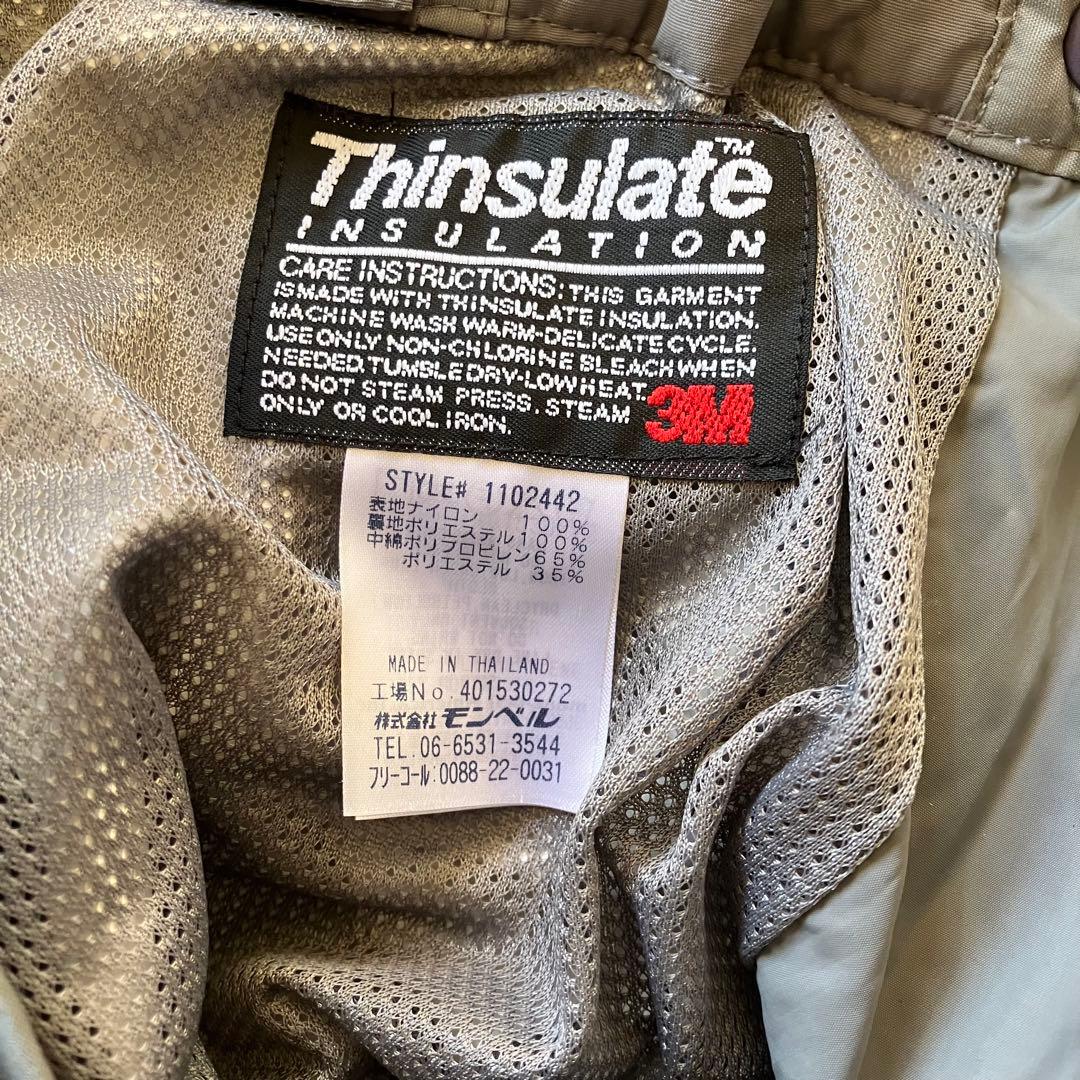 Thinsulate™
INSULATION
CARE INSTRUCTIONS: THIS GARMENT
IS MADE WITH THINSULATE INSULATION.
MACHINE WASH WARM-DELICATE CYCLE.
USE ONLY NON-CHLORINE BLEACH WHEN
NEEDED. TUMBLE DRY-LOW HEAT.
DO NOT STEAM PRESS. STEAM
ONLY OR COOL IRON.
3M
STYLE# 1102442
表地ナイロン 100%
裏地ポリエステル100%
中綿ポリプロピレン65%
ポリエステル 35%
MADE IN THAILAND
工場No.401530272
株式会社 モンベル
TEL.06-6531-3544
フリーコール:0088-22-0031